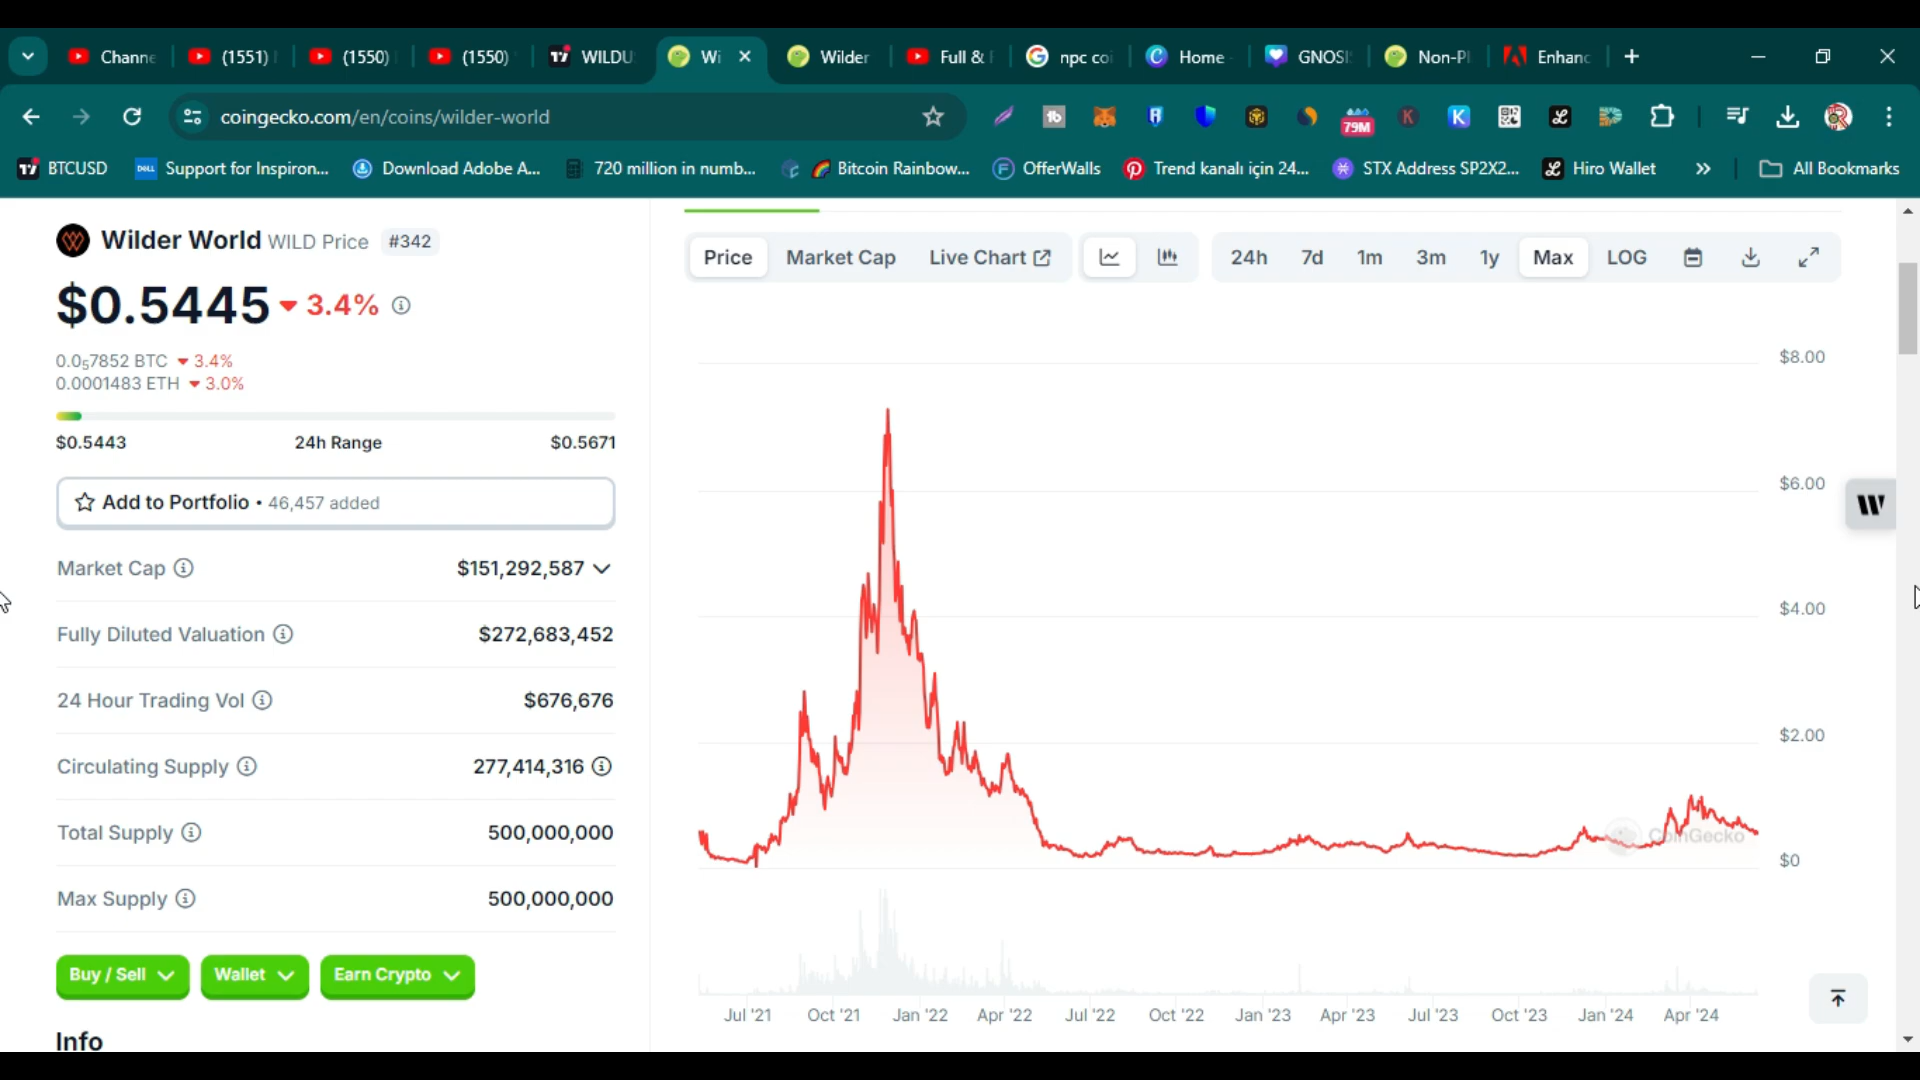 Channe
(1551)
(1550)
(1550)
WILDU
Wi
Wilder
Full &
npc coi
Home
GNOSI
Non-Pl
Enhanc
coingecko.com/en/coins/wilder-world
79M
BTCUSD
Support for Inspiron...
Download Adobe A...
720 million in numb...
Bitcoin Rainbow...
OfferWalls
Trend kanalı için 24...
STX Address SP2X2...
Hiro Wallet
All Bookmarks
Wilder World WILD Price #342
$0.5445 3.4%
0.0₅7852 BTC 3.4%
0.0001483 ETH 3.0%
$0.5443 24h Range $0.5671
Add to Portfolio • 46,457 added
Market Cap $151,292,587
Fully Diluted Valuation $272,683,452
24 Hour Trading Vol $676,676
Circulating Supply 277,414,316
Total Supply 500,000,000
Max Supply 500,000,000
Buy / Sell Wallet Earn Crypto
Info
Price Market Cap Live Chart 24h 7d 1m 3m 1y Max LOG
$8.00
$6.00
$4.00
$2.00
$0
CoinGecko
Jul '21 Oct '21 Jan '22 Apr '22 Jul '22 Oct '22 Jan '23 Apr '23 Jul '23 Oct '23 Jan '24 Apr '24